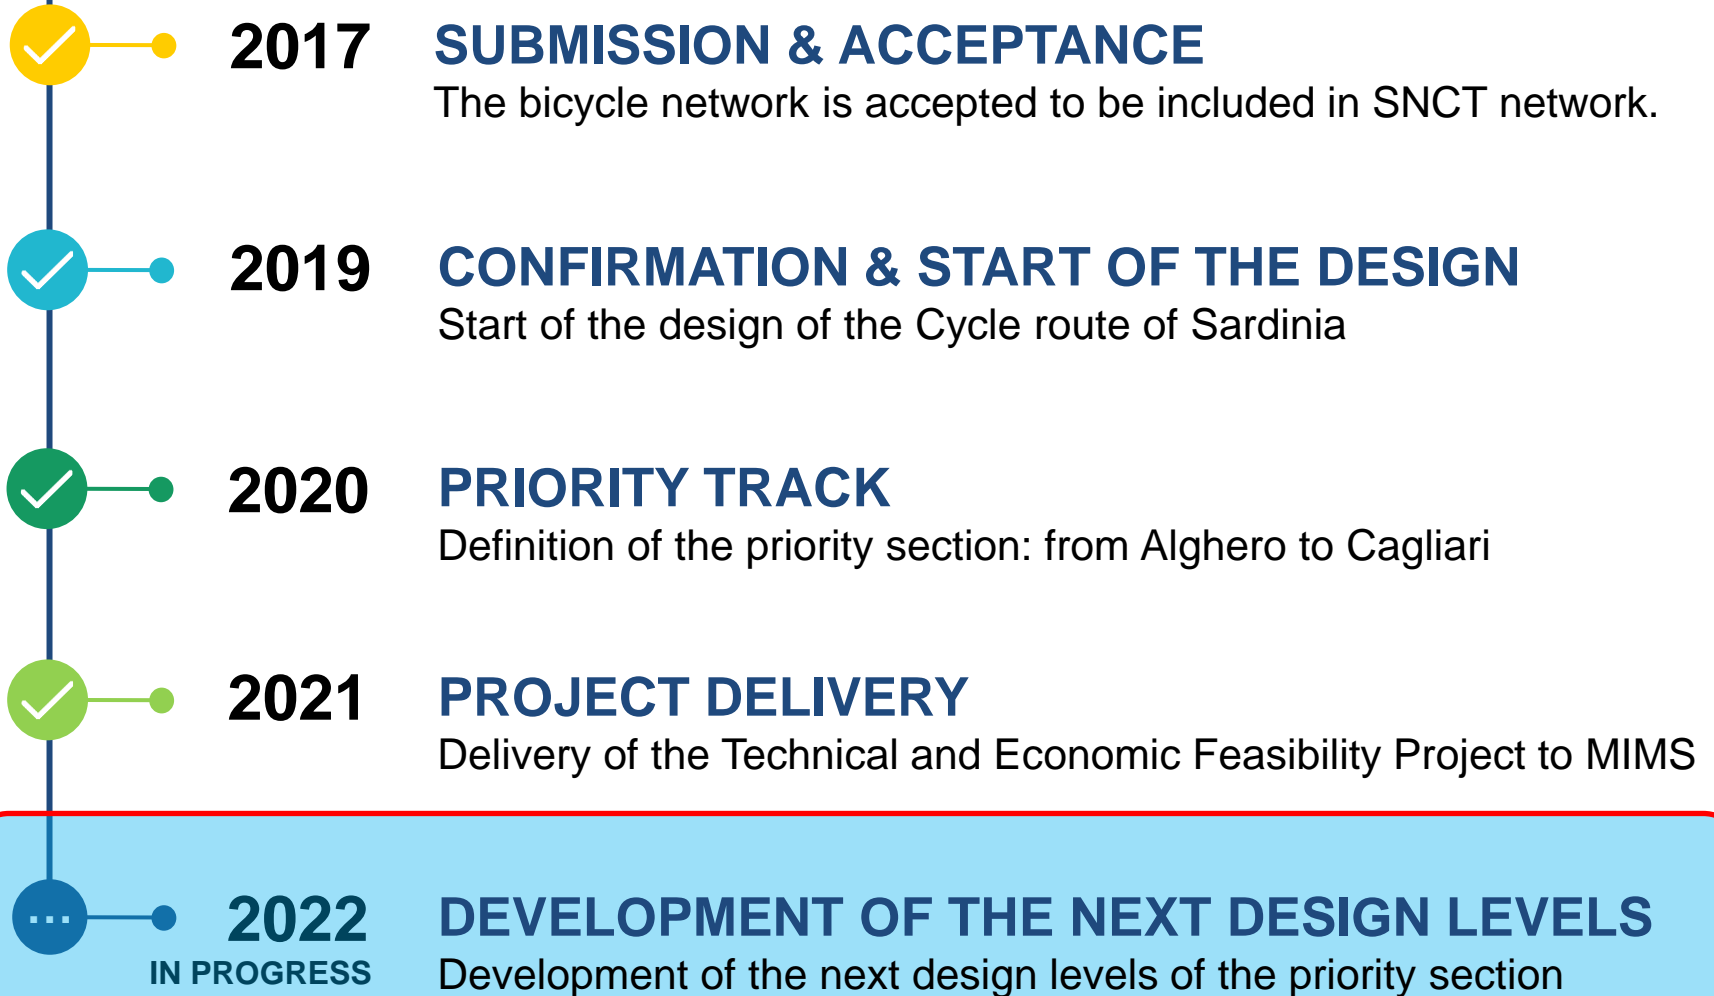 2017 SUBMISSION & ACCEPTANCE
The bicycle network is accepted to be included in SNCT network.
2019 CONFIRMATION & START OF THE DESIGN
Start of the design of the Cycle route of Sardinia
2020 PRIORITY TRACK
Definition of the priority section: from Alghero to Cagliari
2021 PROJECT DELIVERY
Delivery of the Technical and Economic Feasibility Project to MIMS
... 2022 DEVELOPMENT OF THE NEXT DESIGN LEVELS
IN PROGRESS Development of the next design levels of the priority section